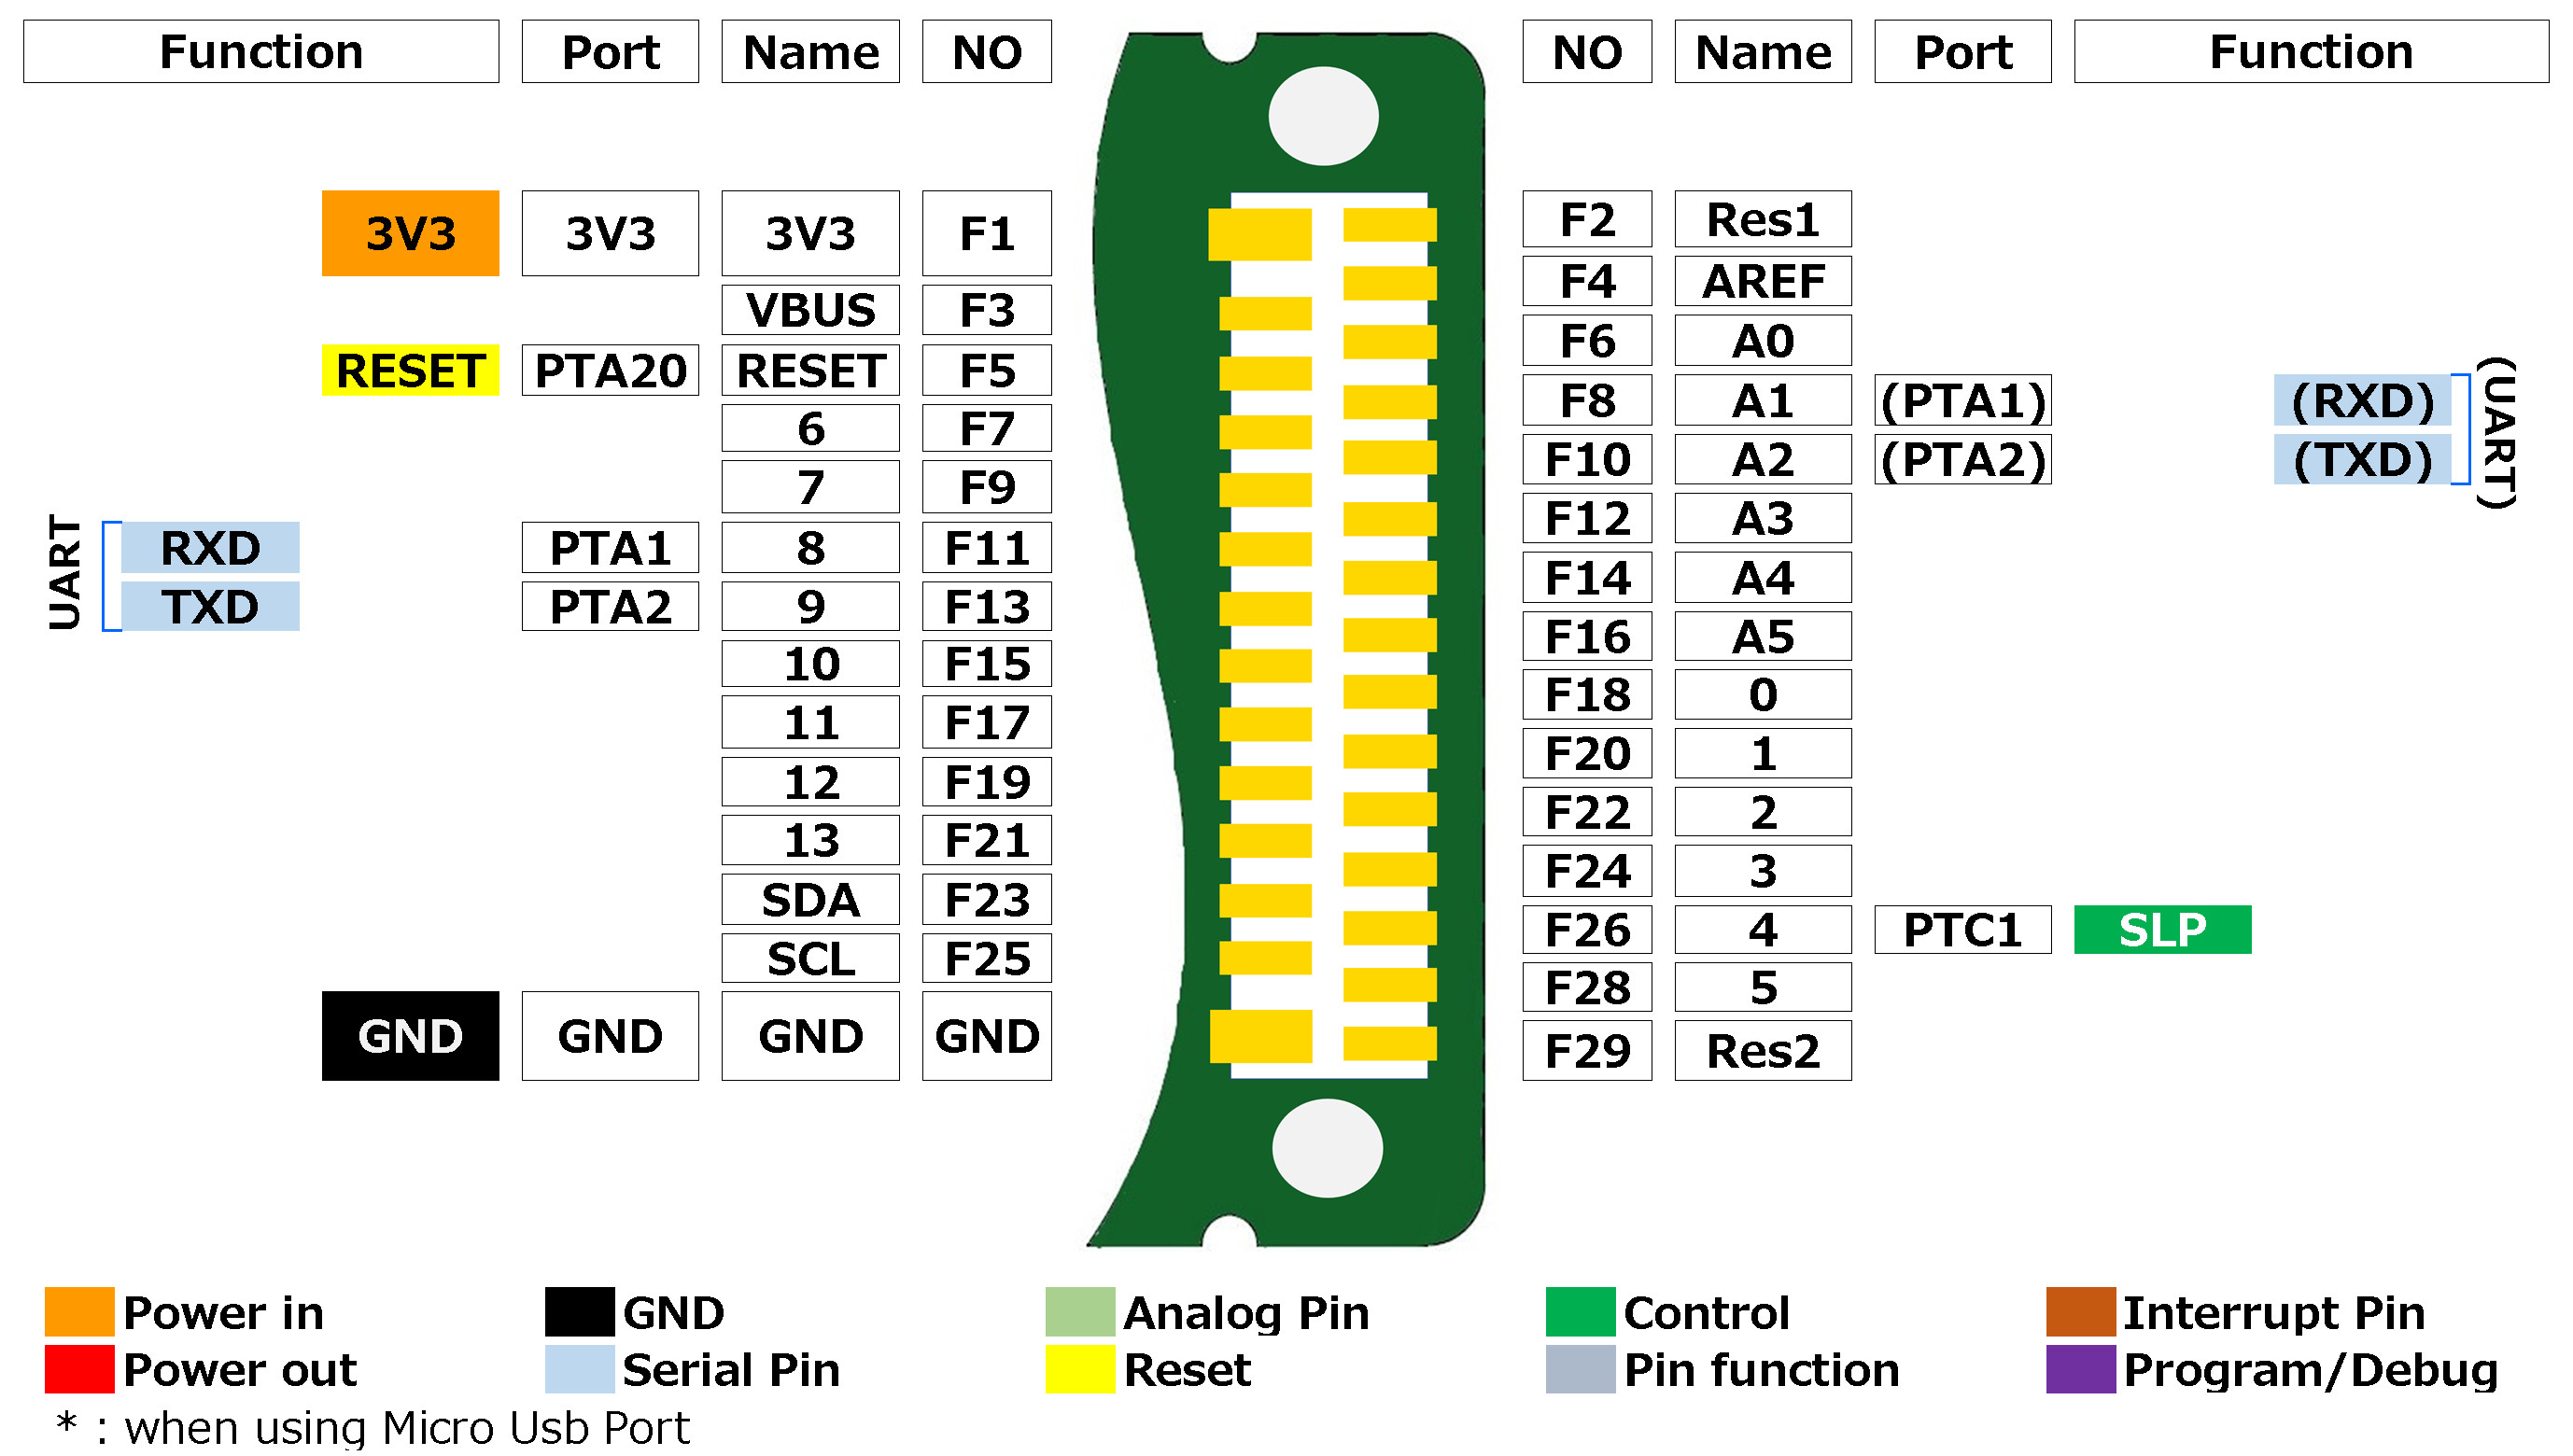 Function Port Name NO NO Name Port Function
3V3 3V3 3V3 F1 F2 Res1
VBUS F3 F4 AREF
RESET PTA20 RESET F5 F6 A0
6 F7 F8 A1 (PTA1) (RXD)
7 F9 F10 A2 (PTA2) (TXD)
(UART)
UART
RXD PTA1 8 F11 F12 A3
TXD PTA2 9 F13 F14 A4
10 F15 F16 A5
11 F17 F18 0
12 F19 F20 1
13 F21 F22 2
SDA F23 F24 3
SCL F25 F26 4 PTC1 SLP
GND GND GND GND F28 5
F29 Res2
Power in GND Analog Pin Control Interrupt Pin
Power out Serial Pin Reset Pin function Program/Debug
* : when using Micro Usb Port